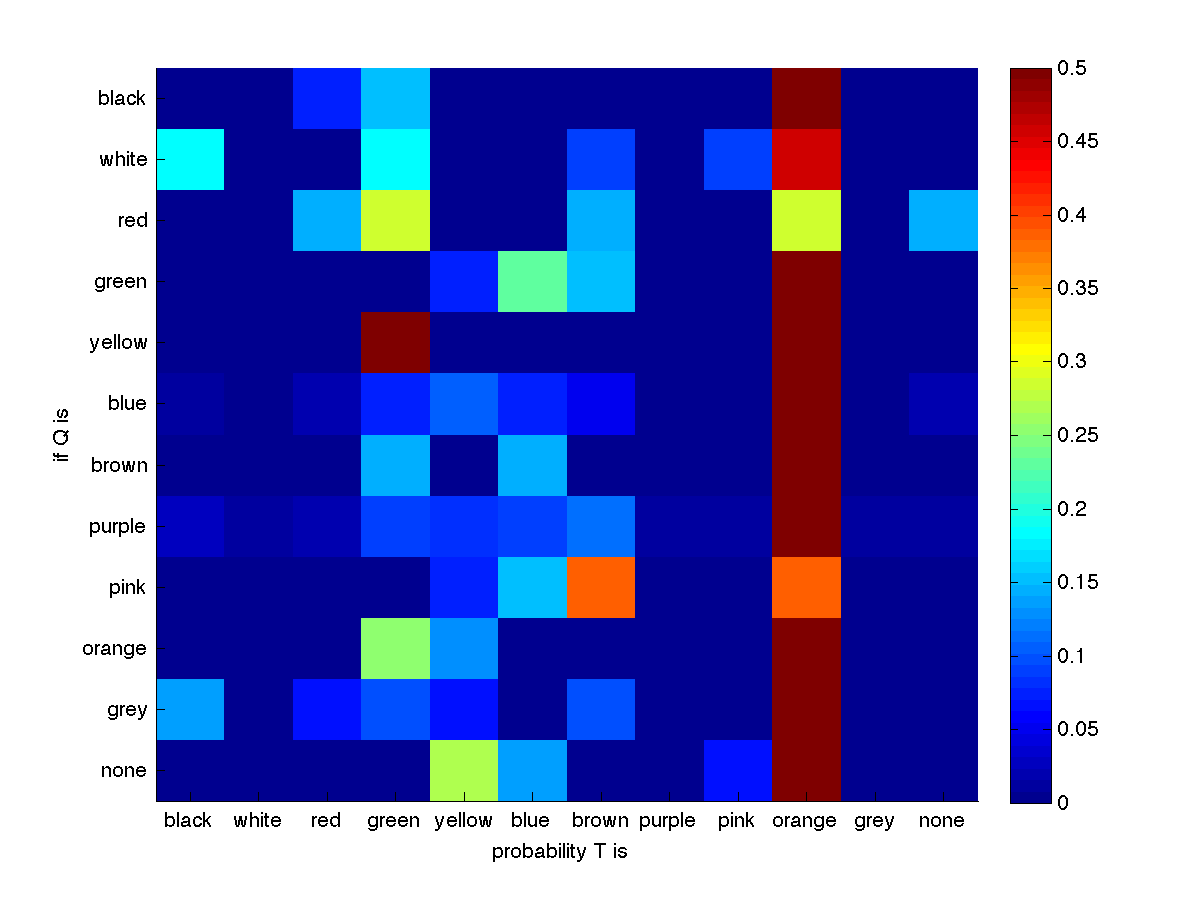 black
white
red
green
yellow
blue
brown
purple
pink
orange
grey
none
if Q is
black white red green yellow blue brown purple pink orange grey none
probability T is
0.5
0.45
0.4
0.35
0.3
0.25
0.2
0.15
0.1
0.05
0